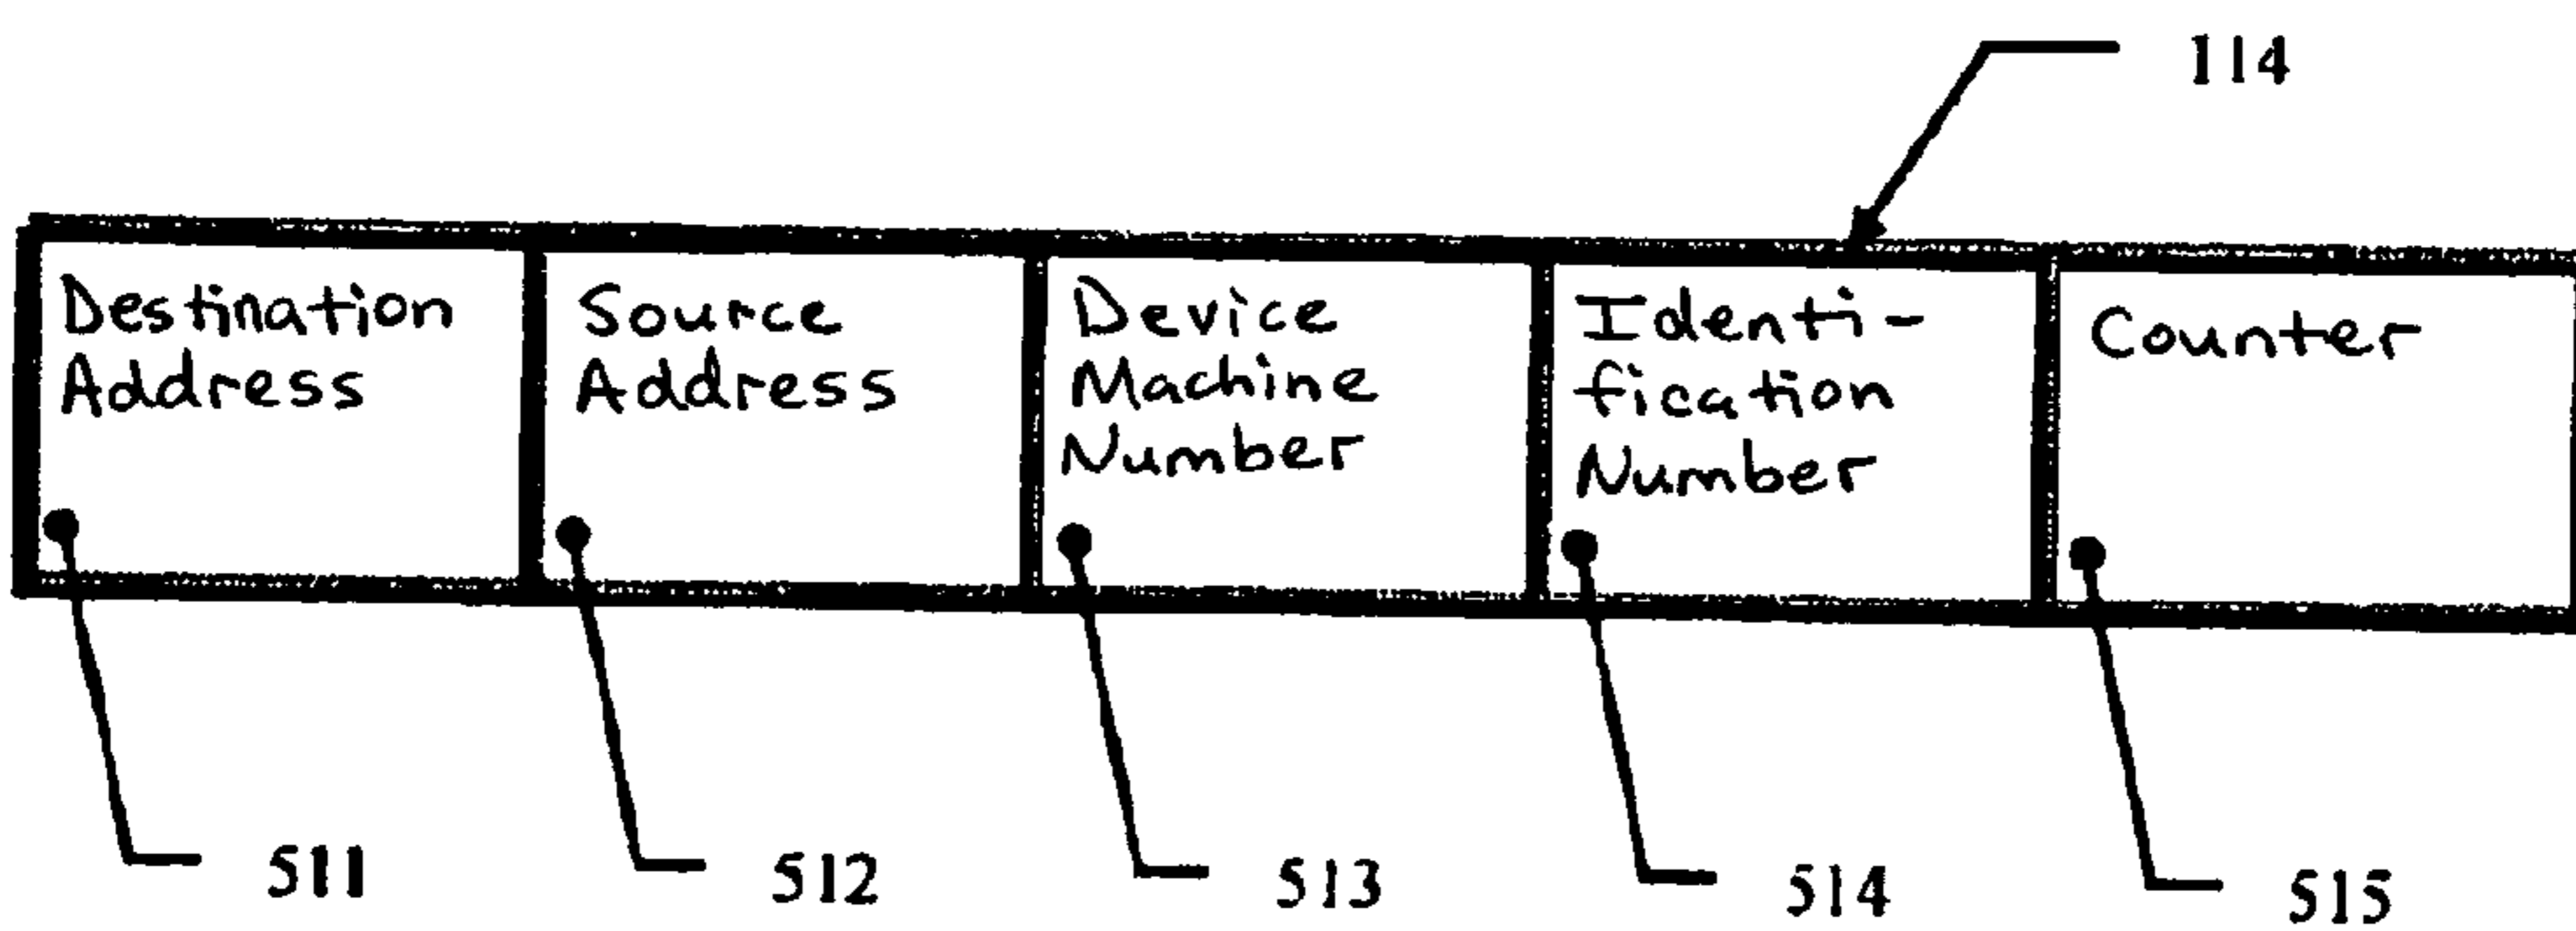 114
Destination
Address
Source
Address
Device
Machine
Number
Identi-
fication
Number
Counter
511
512
513
514
515